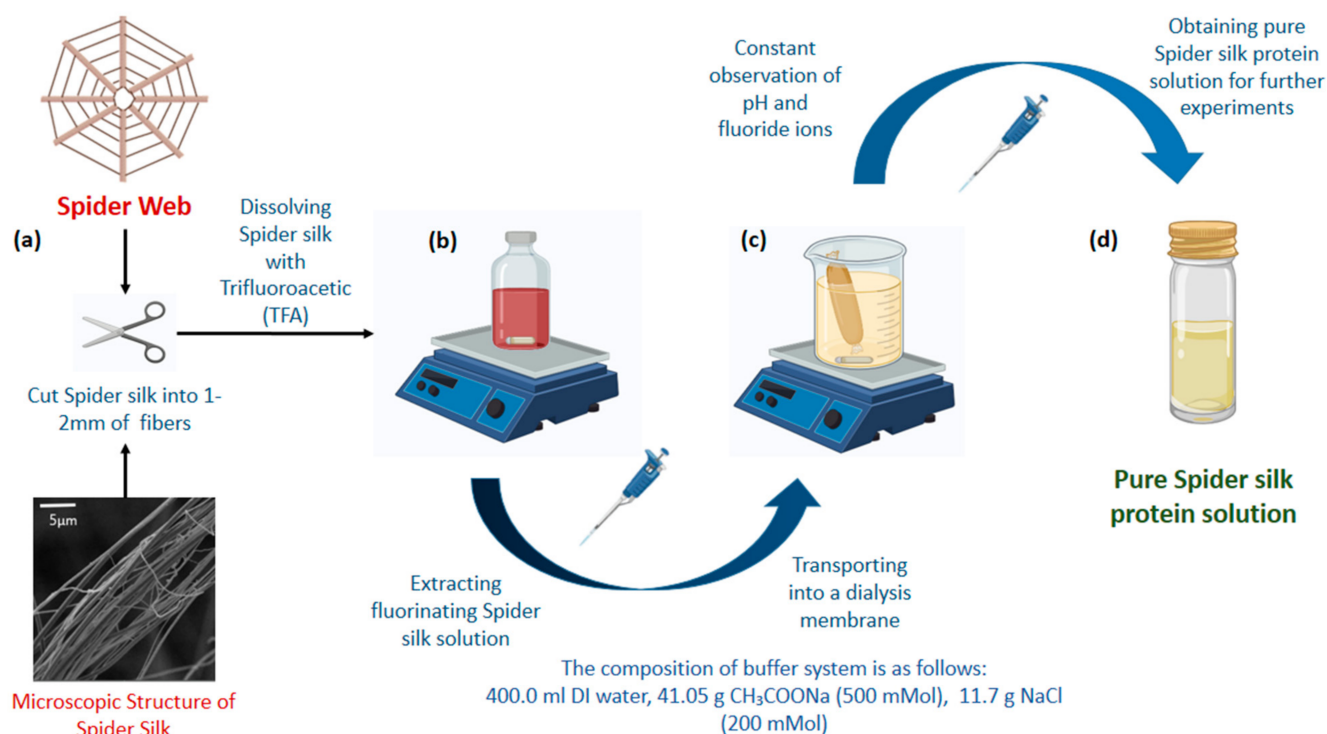 Spider Web
(a)
Cut Spider silk into 1-
2mm of fibers
5μm
Microscopic Structure of
Spider Silk
Dissolving
Spider silk
with
Trifluoroacetic
(TFA)
(b)
Extracting
fluorinating Spider
silk solution
Transporting
into a dialysis
membrane
The composition of buffer system is as follows:
400.0 ml DI water, 41.05 g CH₃COONa (500 mMol), 11.7 g NaCl
(200 mMol)
(c)
Constant
observation of
pH and
fluoride ions
Obtaining pure
Spider silk protein
solution for further
experiments
(d)
Pure Spider silk
protein solution